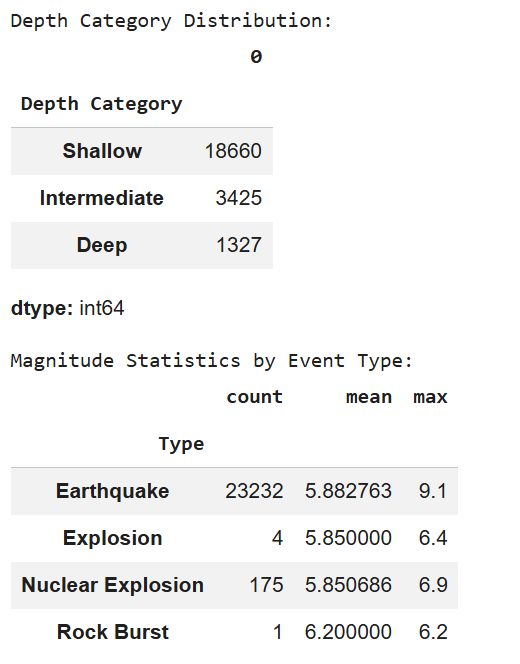 Depth Category Distribution:
0
Depth Category
Shallow 18660
Intermediate 3425
Deep 1327
dtype: int64
Magnitude Statistics by Event Type:
count mean max
Type
Earthquake 23232 5.882763 9.1
Explosion 4 5.850000 6.4
Nuclear Explosion 175 5.850686 6.9
Rock Burst 1 6.200000 6.2